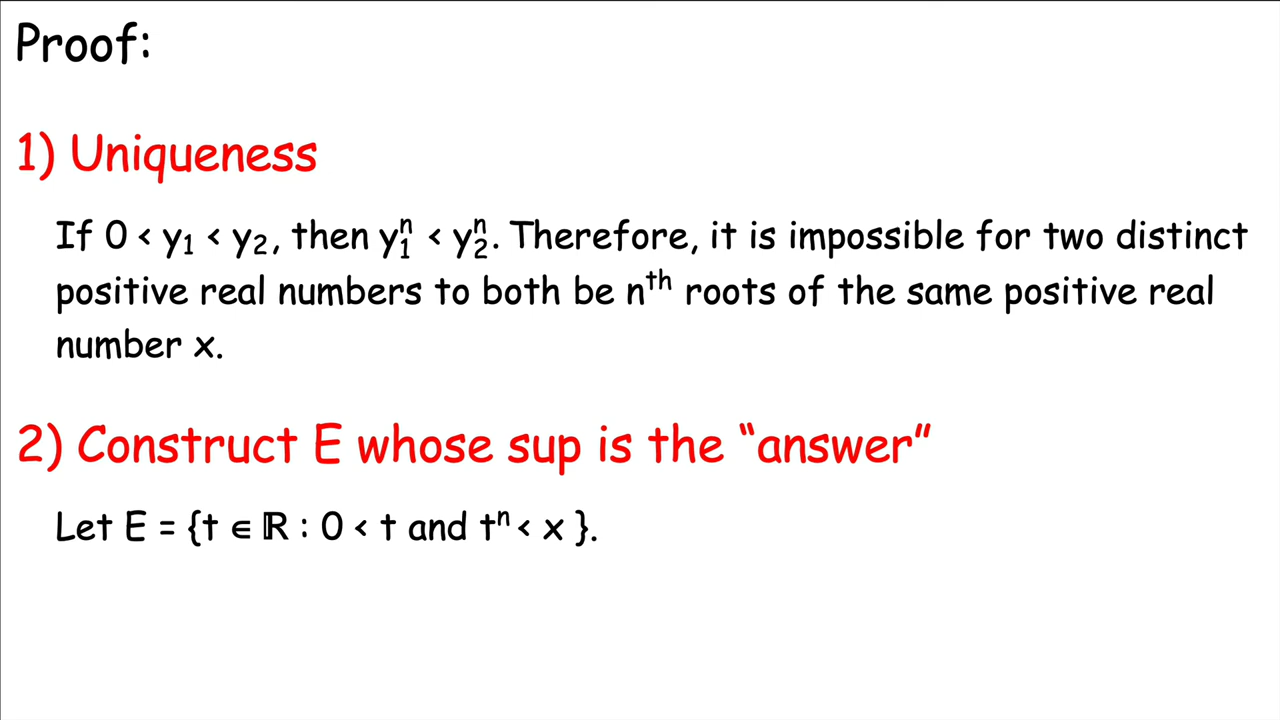 Proof:
1) Uniqueness
If 0 < y₁ < y₂, then y₁ⁿ < y₂ⁿ. Therefore, it is impossible for two distinct
positive real numbers to both be nᵗʰ roots of the same positive real
number x.
2) Construct E whose sup is the “answer”
Let E = {t ∈ ℝ : 0 < t and tⁿ < x }.